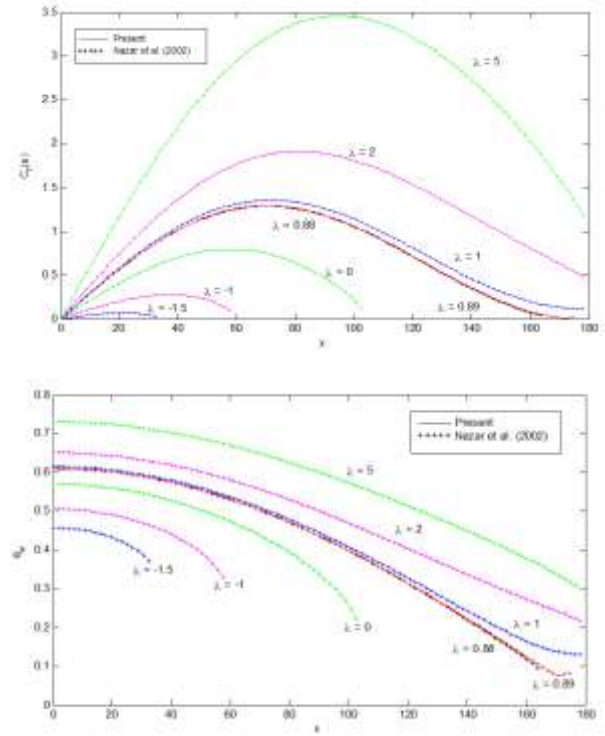 3.5
3
2.5
2
1.5
1
0.5
0
Present
Nazar et al. (2002)
λ = 5
λ = 2
λ = 0.88
λ = 1
λ = 0
λ = -1
λ = -1.5
λ = 0.89
0 20 40 60 80 100 120 140 160 180
x
0.8
0.7
0.6
0.5
0.4
0.3
0.2
0.1
0
Present
Nazar et al. (2002)
λ = 5
λ = 2
λ = -1.5
λ = -1
λ = 0
λ = 1
λ = 0.88
λ = 0.89
0 20 40 60 80 100 120 140 160 180
x